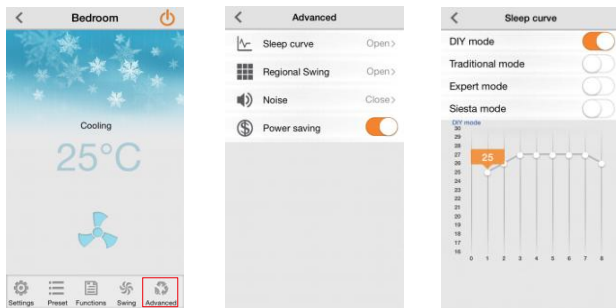 Bedroom
Cooling
25°C
Settings Preset Functions Swing Advanced
Advanced
Sleep curve Open>
Regional Swing Open>
Noise Close>
Power saving
Sleep curve
DIY mode
Traditional mode
Expert mode
Siesta mode
DIY mode
30
29
28
27
26
25
24
23
22
21
20
19
18
17
16
25
0 1 2 3 4 5 6 7 8